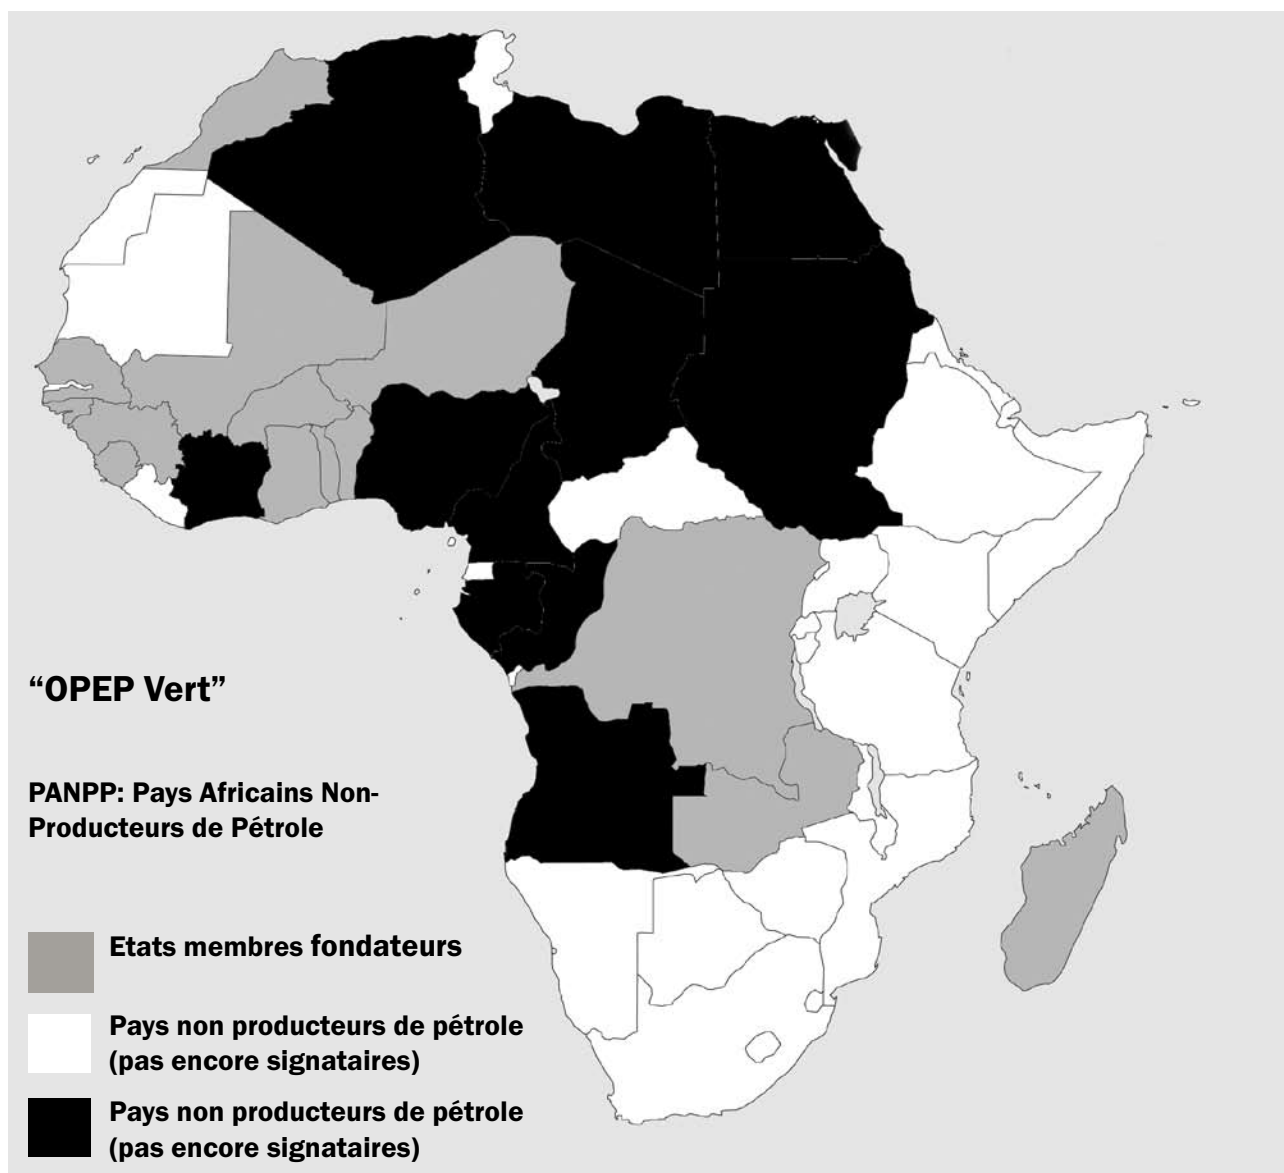 “OPEP Vert”
PANPP: Pays Africains Non-
Producteurs de Pétrole
Etats membres fondateurs
Pays non producteurs de pétrole
(pas encore signataires)
Pays non producteurs de pétrole
(pas encore signataires)